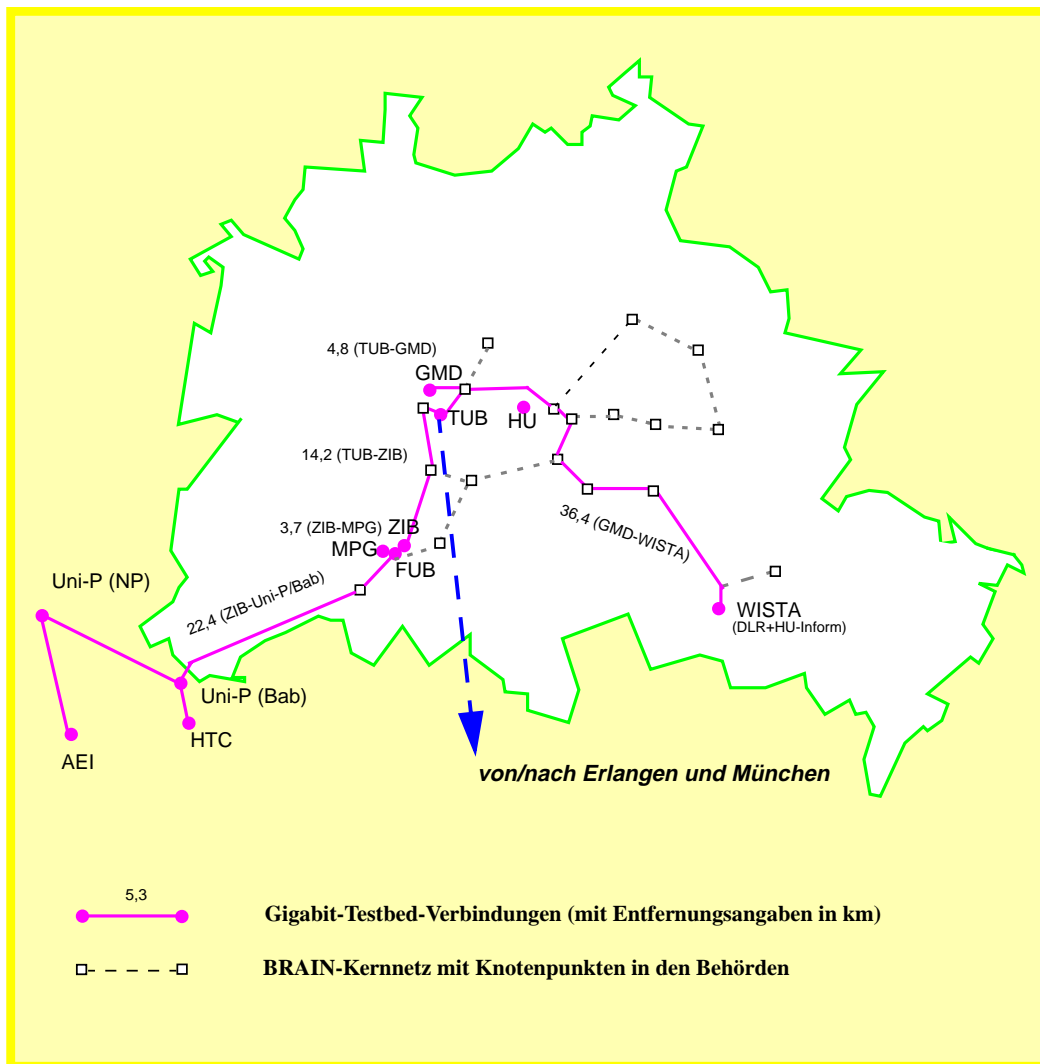 4,8 (TUB-GMD)
GMD
TUB
HU
14,2 (TUB-ZIB)
3,7 (ZIB-MPG)
ZIB
MPG
FUB
36,4 (GMD-WISTA)
Uni-P (NP)
22,4 (ZIB-Uni-P/Bab)
WISTA
(DLR+HU-Inform)
Uni-P (Bab)
HTC
AEI
von/nach Erlangen und München
5,3
Gigabit-Testbed-Verbindungen (mit Entfernungsangaben in km)
BRAIN-Kernnetz mit Knotenpunkten in den Behörden